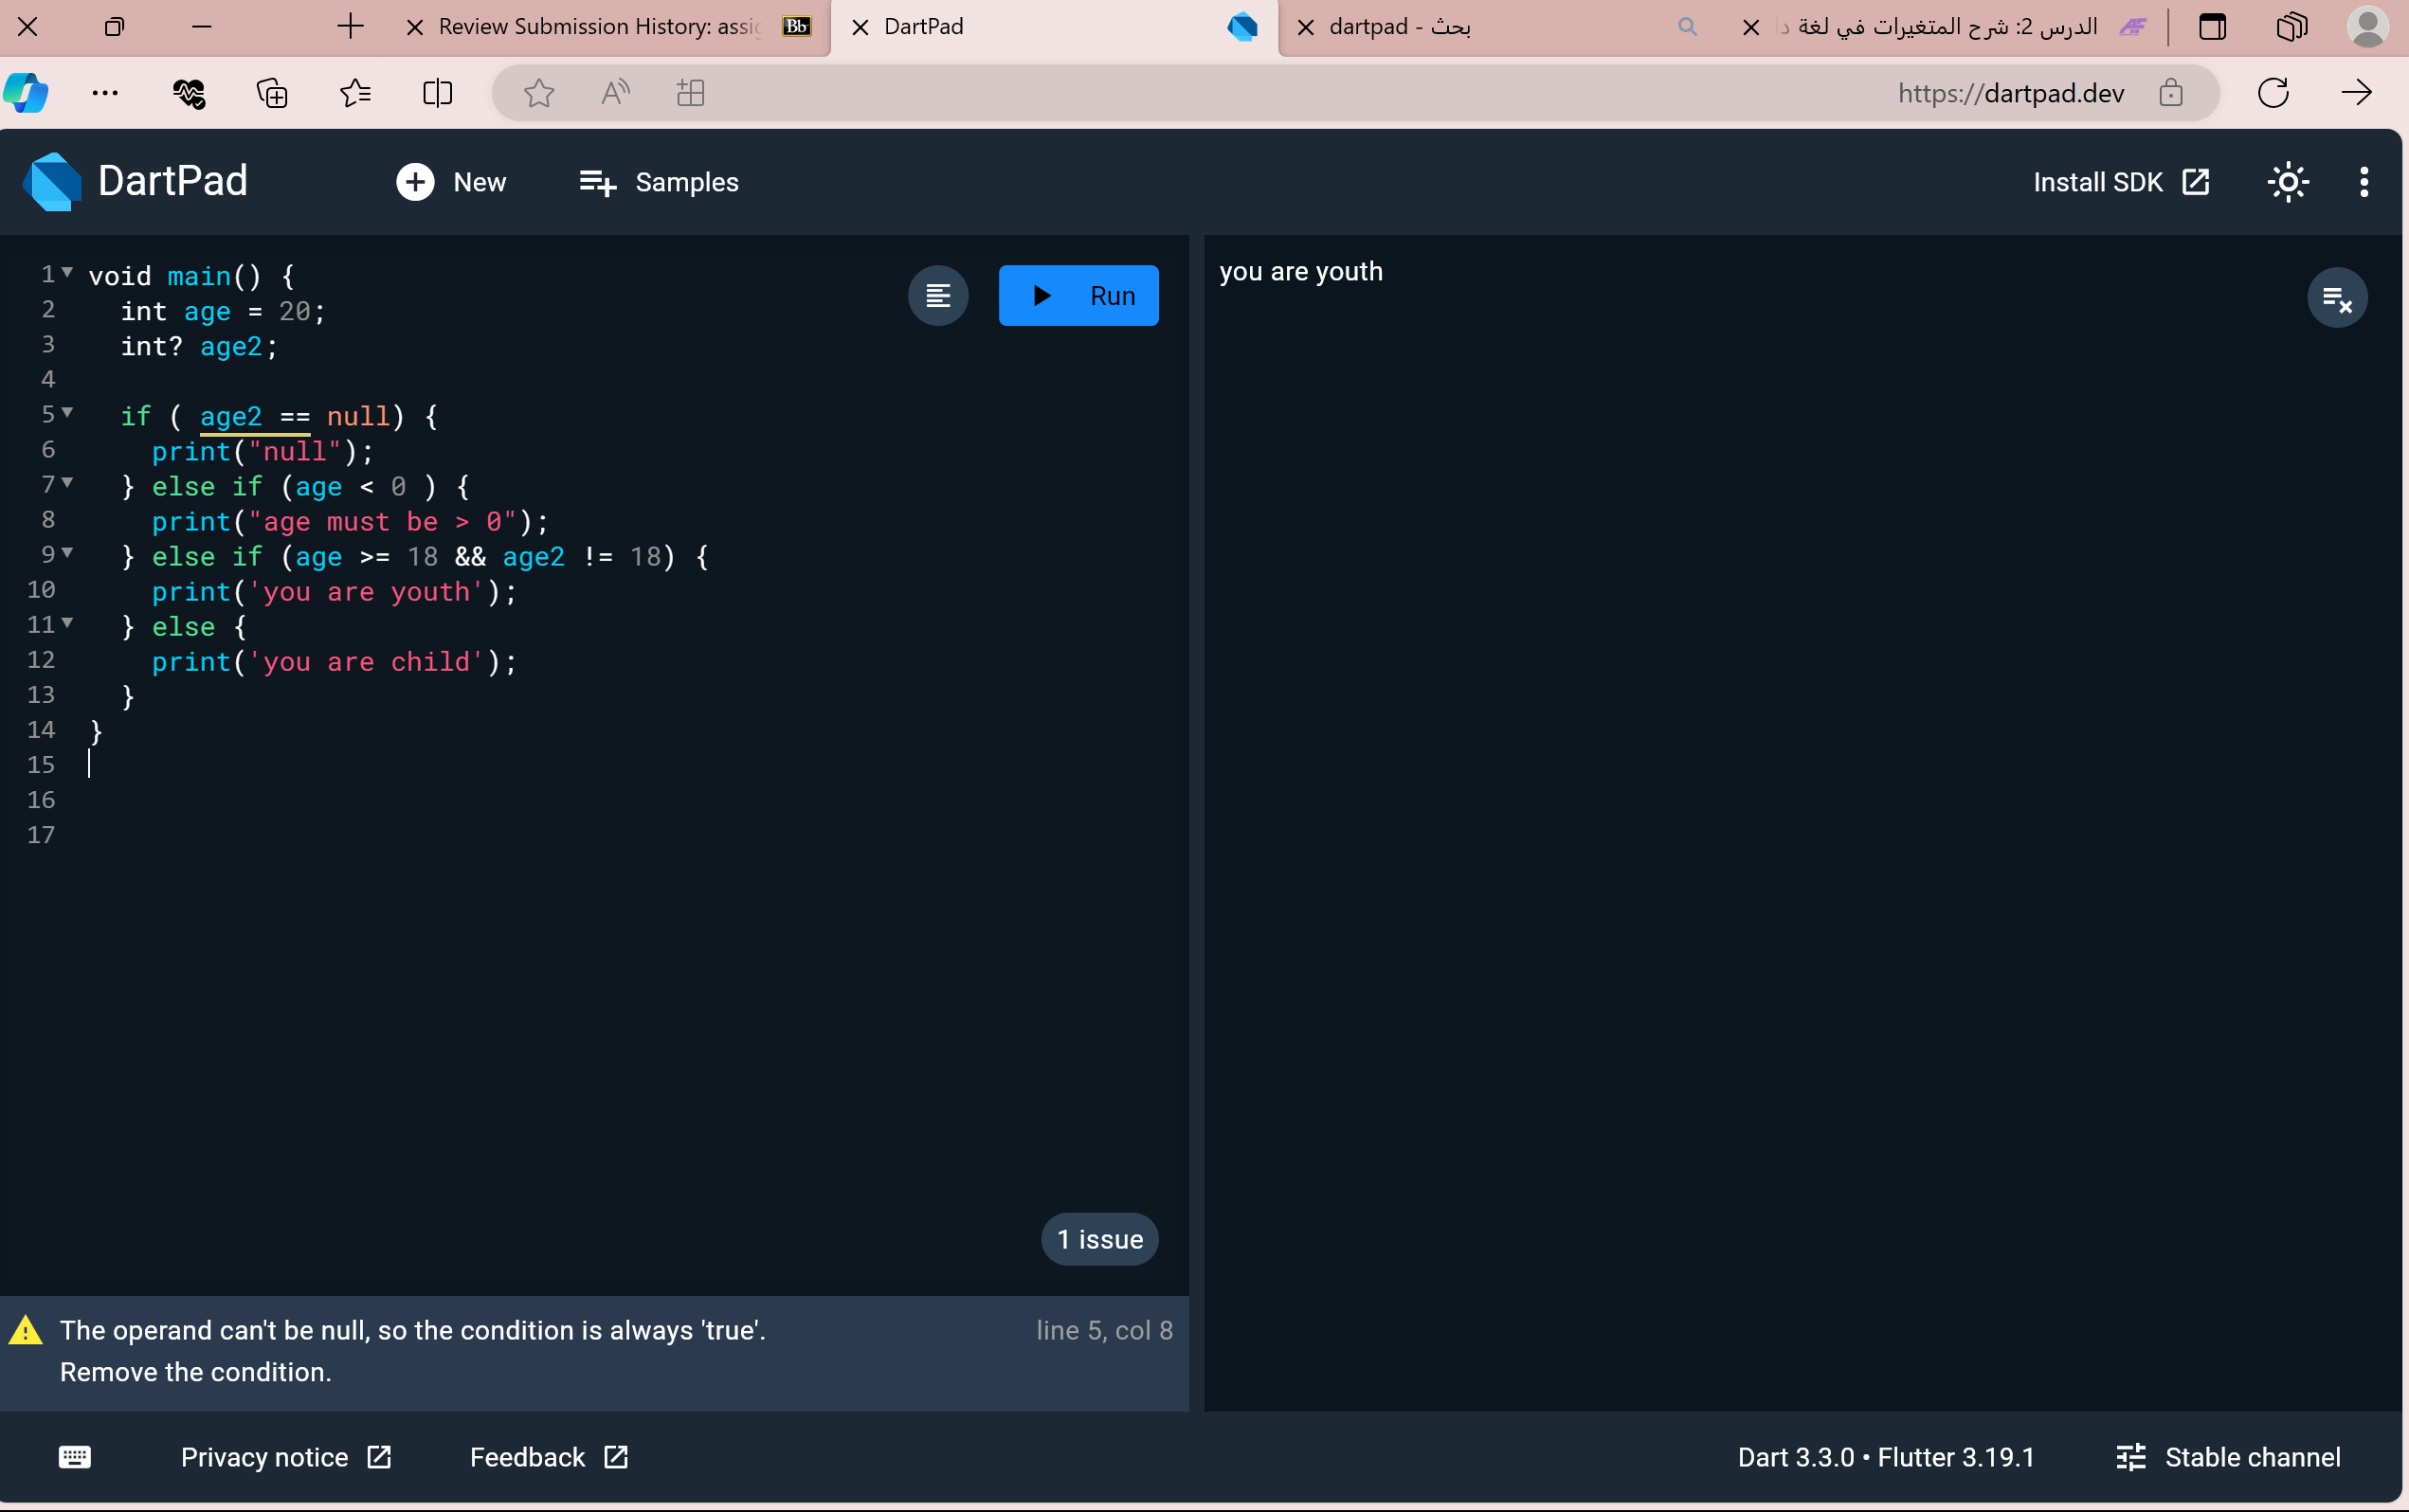 Review Submission History: assi
Bb
DartPad
dartpad - بحث
الدرس 2: شرح المتغيرات في لغة د
https://dartpad.dev
DartPad
New
Samples
Install SDK
1 void main() {
2 int age = 20;
3 int? age2;
4
5 if ( age2 == null) {
6 print("null");
7 } else if (age < 0 ) {
8 print("age must be > 0");
9 } else if (age >= 18 && age2 != 18) {
10 print('you are youth');
11 } else {
12 print('you are child');
13 }
14 }
15
16
17
Run
you are youth
1 issue
The operand can't be null, so the condition is always 'true'.
line 5, col 8
Remove the condition.
Privacy notice
Feedback
Dart 3.3.0 • Flutter 3.19.1
Stable channel